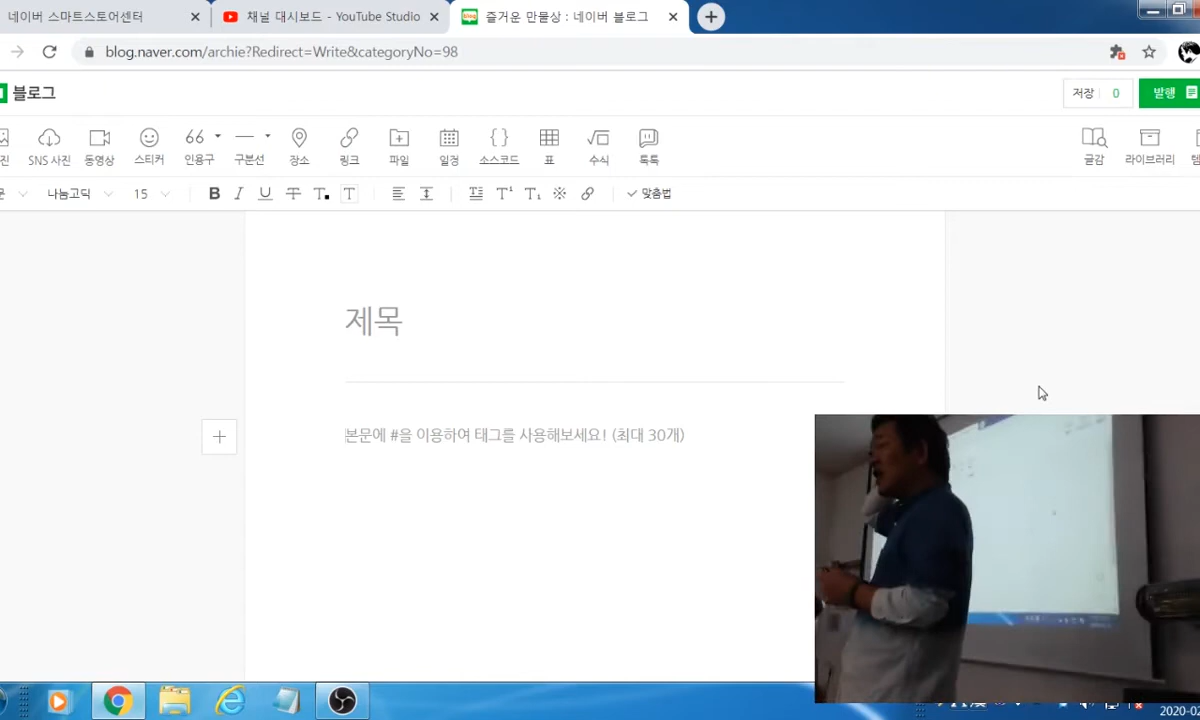 네이버 스마트스토어센터
채널 대시보드 - YouTube Studio
즐거운 만물상 : 네이버 블로그
blog.naver.com/archie?Redirect=Write&categoryNo=98
블로그
저장 0
발행
SNS 사진
동영상
스티커
인용구
구분선
장소
링크
파일
일정
소스코드
표
수식
톡톡
글감
라이브러리
나눔고딕
15
맞춤법
제목
본문에 #을 이용하여 태그를 사용해보세요! (최대 30개)